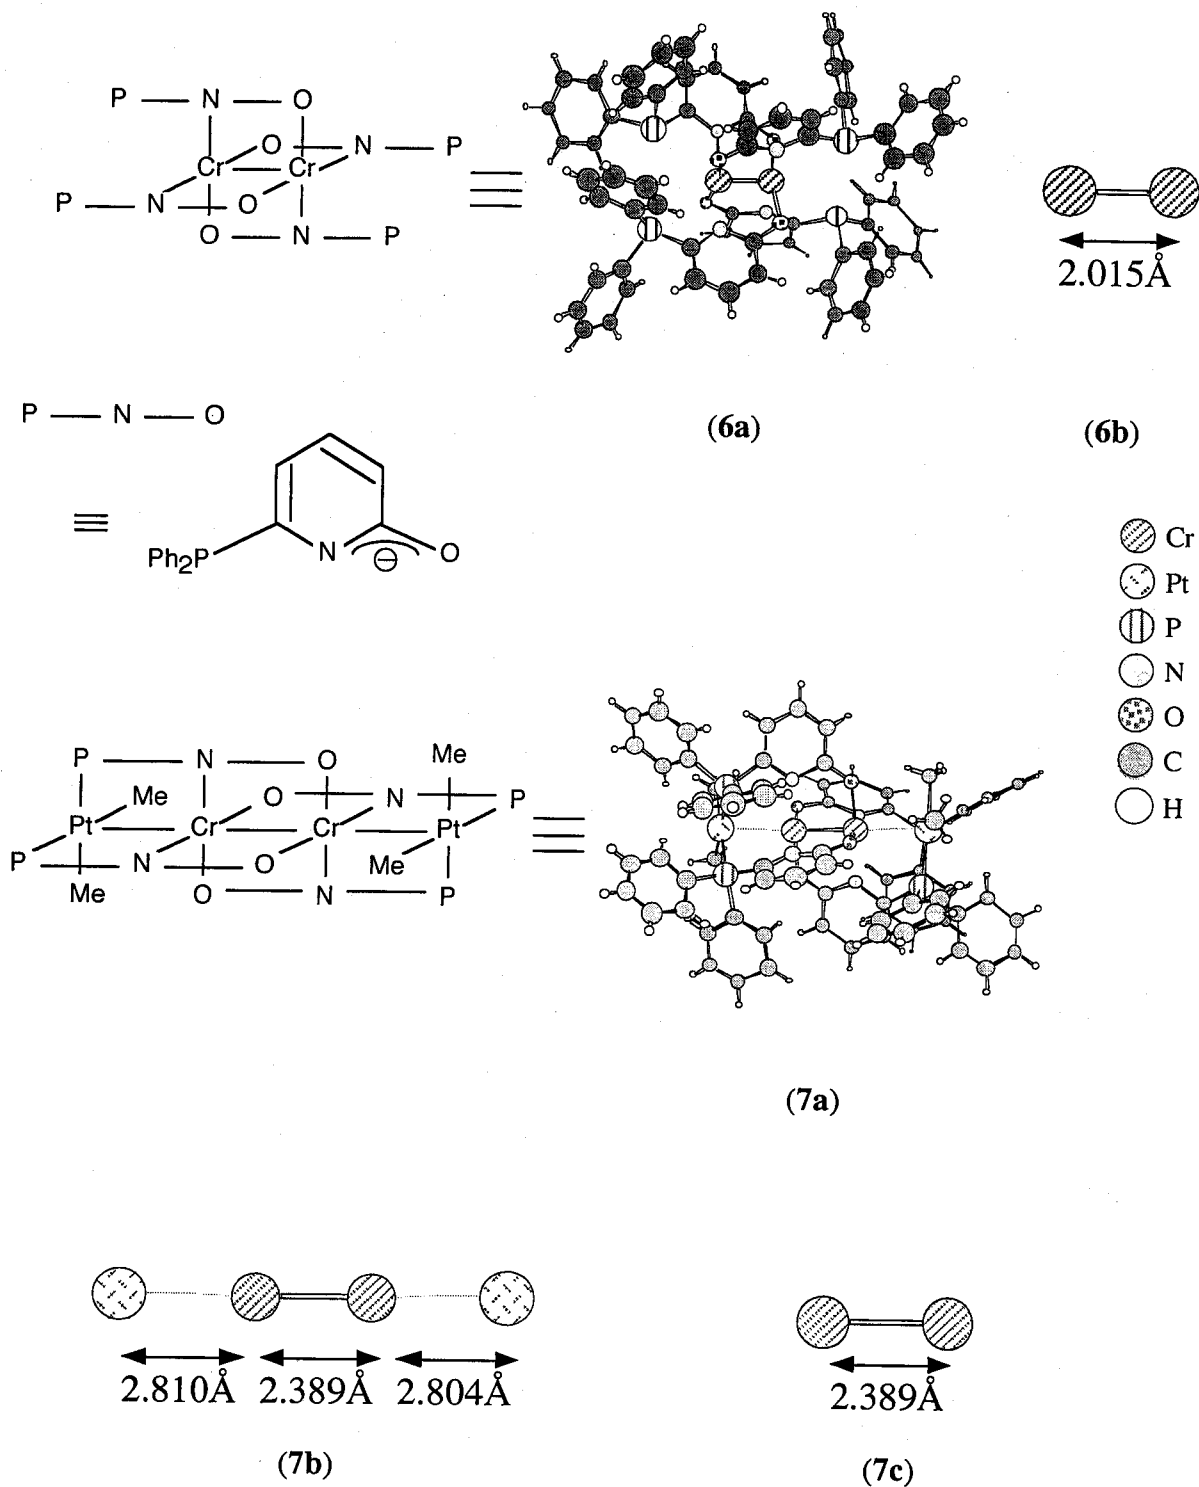 P — N — O
O — N — P
Cr — Cr
P — N — O
O — N — P
2.015Å
(6a)
(6b)
P — N — O
Ph2P
N
⊖
O
Cr
Pt
P
N
O
C
H
Me
P — N — O
Me
O — N — P
Pt — Cr — Cr — Pt
P — N — O
Me
Me
O — N — P
(7a)
2.810Å 2.389Å 2.804Å
2.389Å
(7b)
(7c)